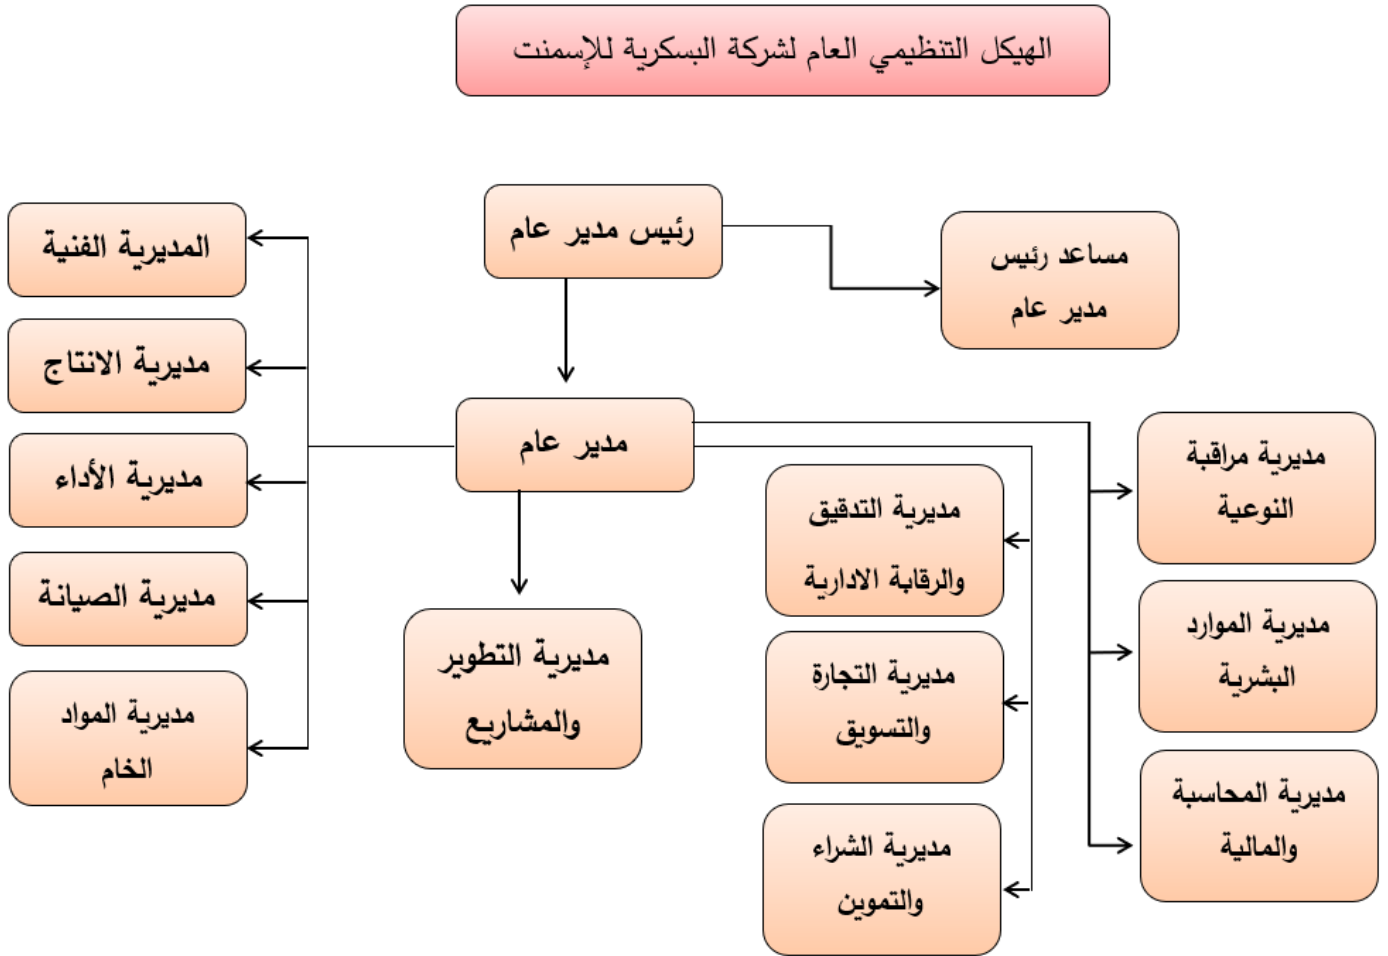 الهيكل التنظيمي العام لشركة البسكرية للإسمنت
رئيس مدير عام
مساعد رئيس
مدير عام
مدير عام
مديرية مراقبة
النوعية
مديرية الموارد
البشرية
مديرية المحاسبة
والمالية
مديرية التدقيق
والرقابة الادارية
مديرية التجارة
والتسويق
مديرية الشراء
والتموين
مديرية التطوير
والمشاريع
المديرية الفنية
مديرية الانتاج
مديرية الأداء
مديرية الصيانة
مديرية المواد
الخام